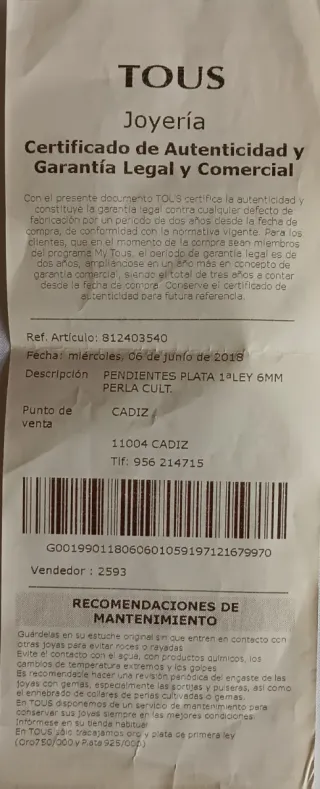 TOUS
Joyería
Certificado de Autenticidad y
Garantía Legal y Comercial
Con el presente documento TOUS certifica la autenticidad y
constituye la garantía legal contra cualquier defecto de
fabricación por un período de dos años desde la fecha de
compra, de conformidad con la normativa vigente. Para los
clientes, que en el momento de la compra sean miembros
del programa My Tous, el período de garantía legal es de
dos años, ampliándose en un año más en concepto de
garantía comercial, siendo el total de tres años a contar
desde la fecha de compra. Conserve el certificado de
autenticidad para futura referencia.
Ref. Artículo: 812403540
Fecha: miércoles, 06 de junio de 2018
Descripción PENDIENTES PLATA 1ªLEY 6MM
PERLA CULT.
Punto de venta CADIZ
11004 CADIZ
Tlf: 956 214715
G001990118060601059197121679970
Vendedor : 2593
RECOMENDACIONES DE
MANTENIMIENTO
Guárdelas en su estuche original sin que entren en contacto con
otras joyas para evitar roces o rayadas
Evite el contacto con el agua, con productos químicos, los
cambios de temperatura extremos y los golpes
Es recomendable hacer una revisión periódica del engaste de las
joyas con gemas, especialmente las sortijas y pulseras, así como
el enhebrado de collares de perlas cultivadas o gemas.
En TOUS disponemos de un servicio de mantenimiento para
conservar sus joyas siempre en las mejores condiciones.
Infórmese en su tienda habitual
En TOUS sólo trabajamos oro y plata de primera ley
(Oro750/000 y Plata 925/000)